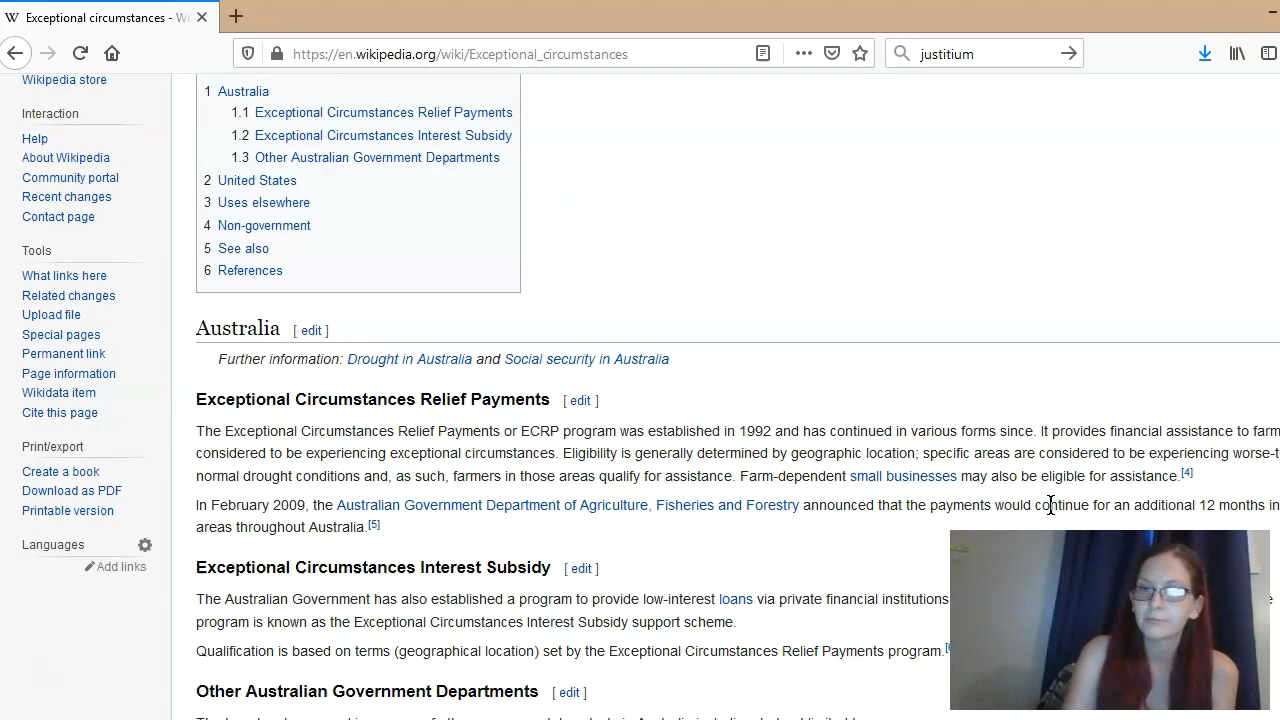 W Exceptional circumstances - Wi
https://en.wikipedia.org/wiki/Exceptional_circumstances
justitium
Wikipedia store
Interaction
Help
About Wikipedia
Community portal
Recent changes
Contact page
Tools
What links here
Related changes
Upload file
Special pages
Permanent link
Page information
Wikidata item
Cite this page
Print/export
Create a book
Download as PDF
Printable version
Languages
Add links
1 Australia
1.1 Exceptional Circumstances Relief Payments
1.2 Exceptional Circumstances Interest Subsidy
1.3 Other Australian Government Departments
2 United States
3 Uses elsewhere
4 Non-government
5 See also
6 References
Australia [ edit ]
Further information: Drought in Australia and Social security in Australia
Exceptional Circumstances Relief Payments [ edit ]
The Exceptional Circumstances Relief Payments or ECRP program was established in 1992 and has continued in various forms since. It provides financial assistance to farm
considered to be experiencing exceptional circumstances. Eligibility is generally determined by geographic location; specific areas are considered to be experiencing worse-t
normal drought conditions and, as such, farmers in those areas qualify for assistance. Farm-dependent small businesses may also be eligible for assistance.[4]
In February 2009, the Australian Government Department of Agriculture, Fisheries and Forestry announced that the payments would continue for an additional 12 months in
areas throughout Australia.[5]
Exceptional Circumstances Interest Subsidy [ edit ]
The Australian Government has also established a program to provide low-interest loans via private financial institutions
program is known as the Exceptional Circumstances Interest Subsidy support scheme.
Qualification is based on terms (geographical location) set by the Exceptional Circumstances Relief Payments program.
Other Australian Government Departments [ edit ]